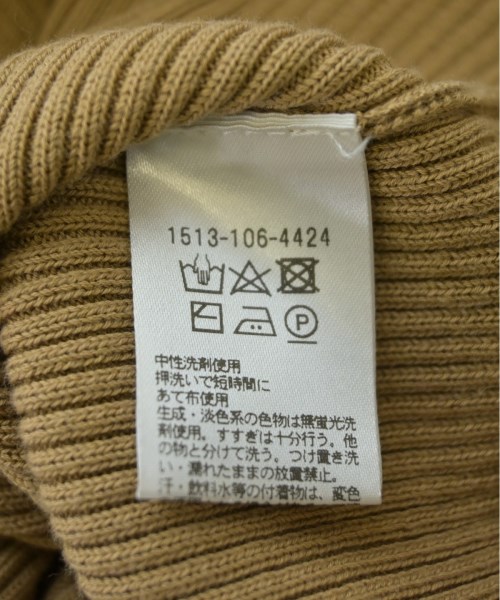 1513-106-4424
P
中性洗剤使用
押洗いで短時間に
あて布使用
生成・淡色系の色物は無蛍光洗
剤使用。すすぎは十分行う。他
の物と分けて洗う。つけ置き洗
い・濡れたままの放置禁止。
汗・飲料水等の付着物は、変色